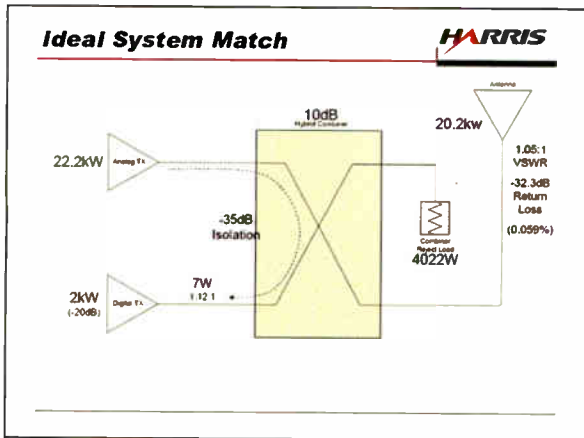 Ideal System Match
HARRIS
10dB
Hybrid Combiner
Antenna
20.2kw
22.2kW
Analog Tx
1.05:1
VSWR
-32.3dB
Return
Loss
(0.059%)
-35dB
Isolation
Combiner
Reject Load
4022W
7W
1.12:1
2kW
(-20dB)
Digital TX